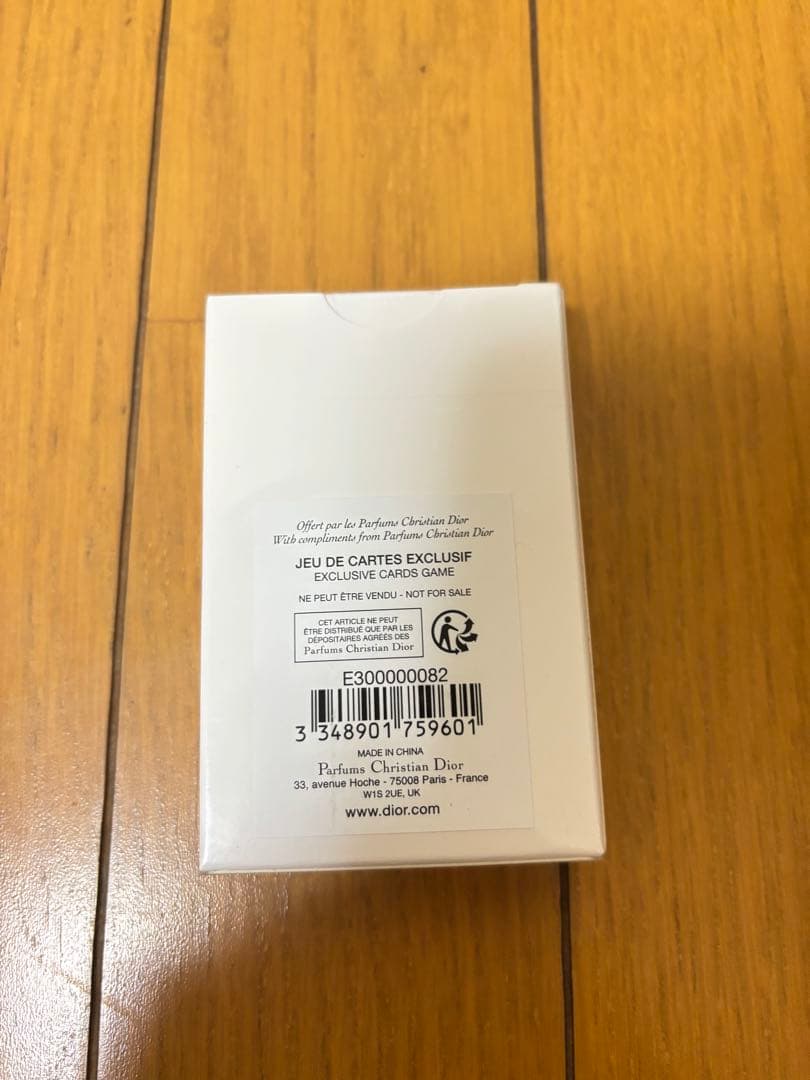 Offert par les Parfums Christian Dior
With compliments from Parfums Christian Dior
JEU DE CARTES EXCLUSIF
EXCLUSIVE CARDS GAME
NE PEUT ÊTRE VENDU - NOT FOR SALE
CET ARTICLE NE PEUT
ÊTRE DISTRIBUÉ QUE PAR LES
DÉPOSITAIRES AGRÉÉS DES
Parfums Christian Dior
E300000082
3 348901 759601
MADE IN CHINA
Parfums Christian Dior
33, avenue Hoche - 75008 Paris - France
W1S 2UE, UK
www.dior.com